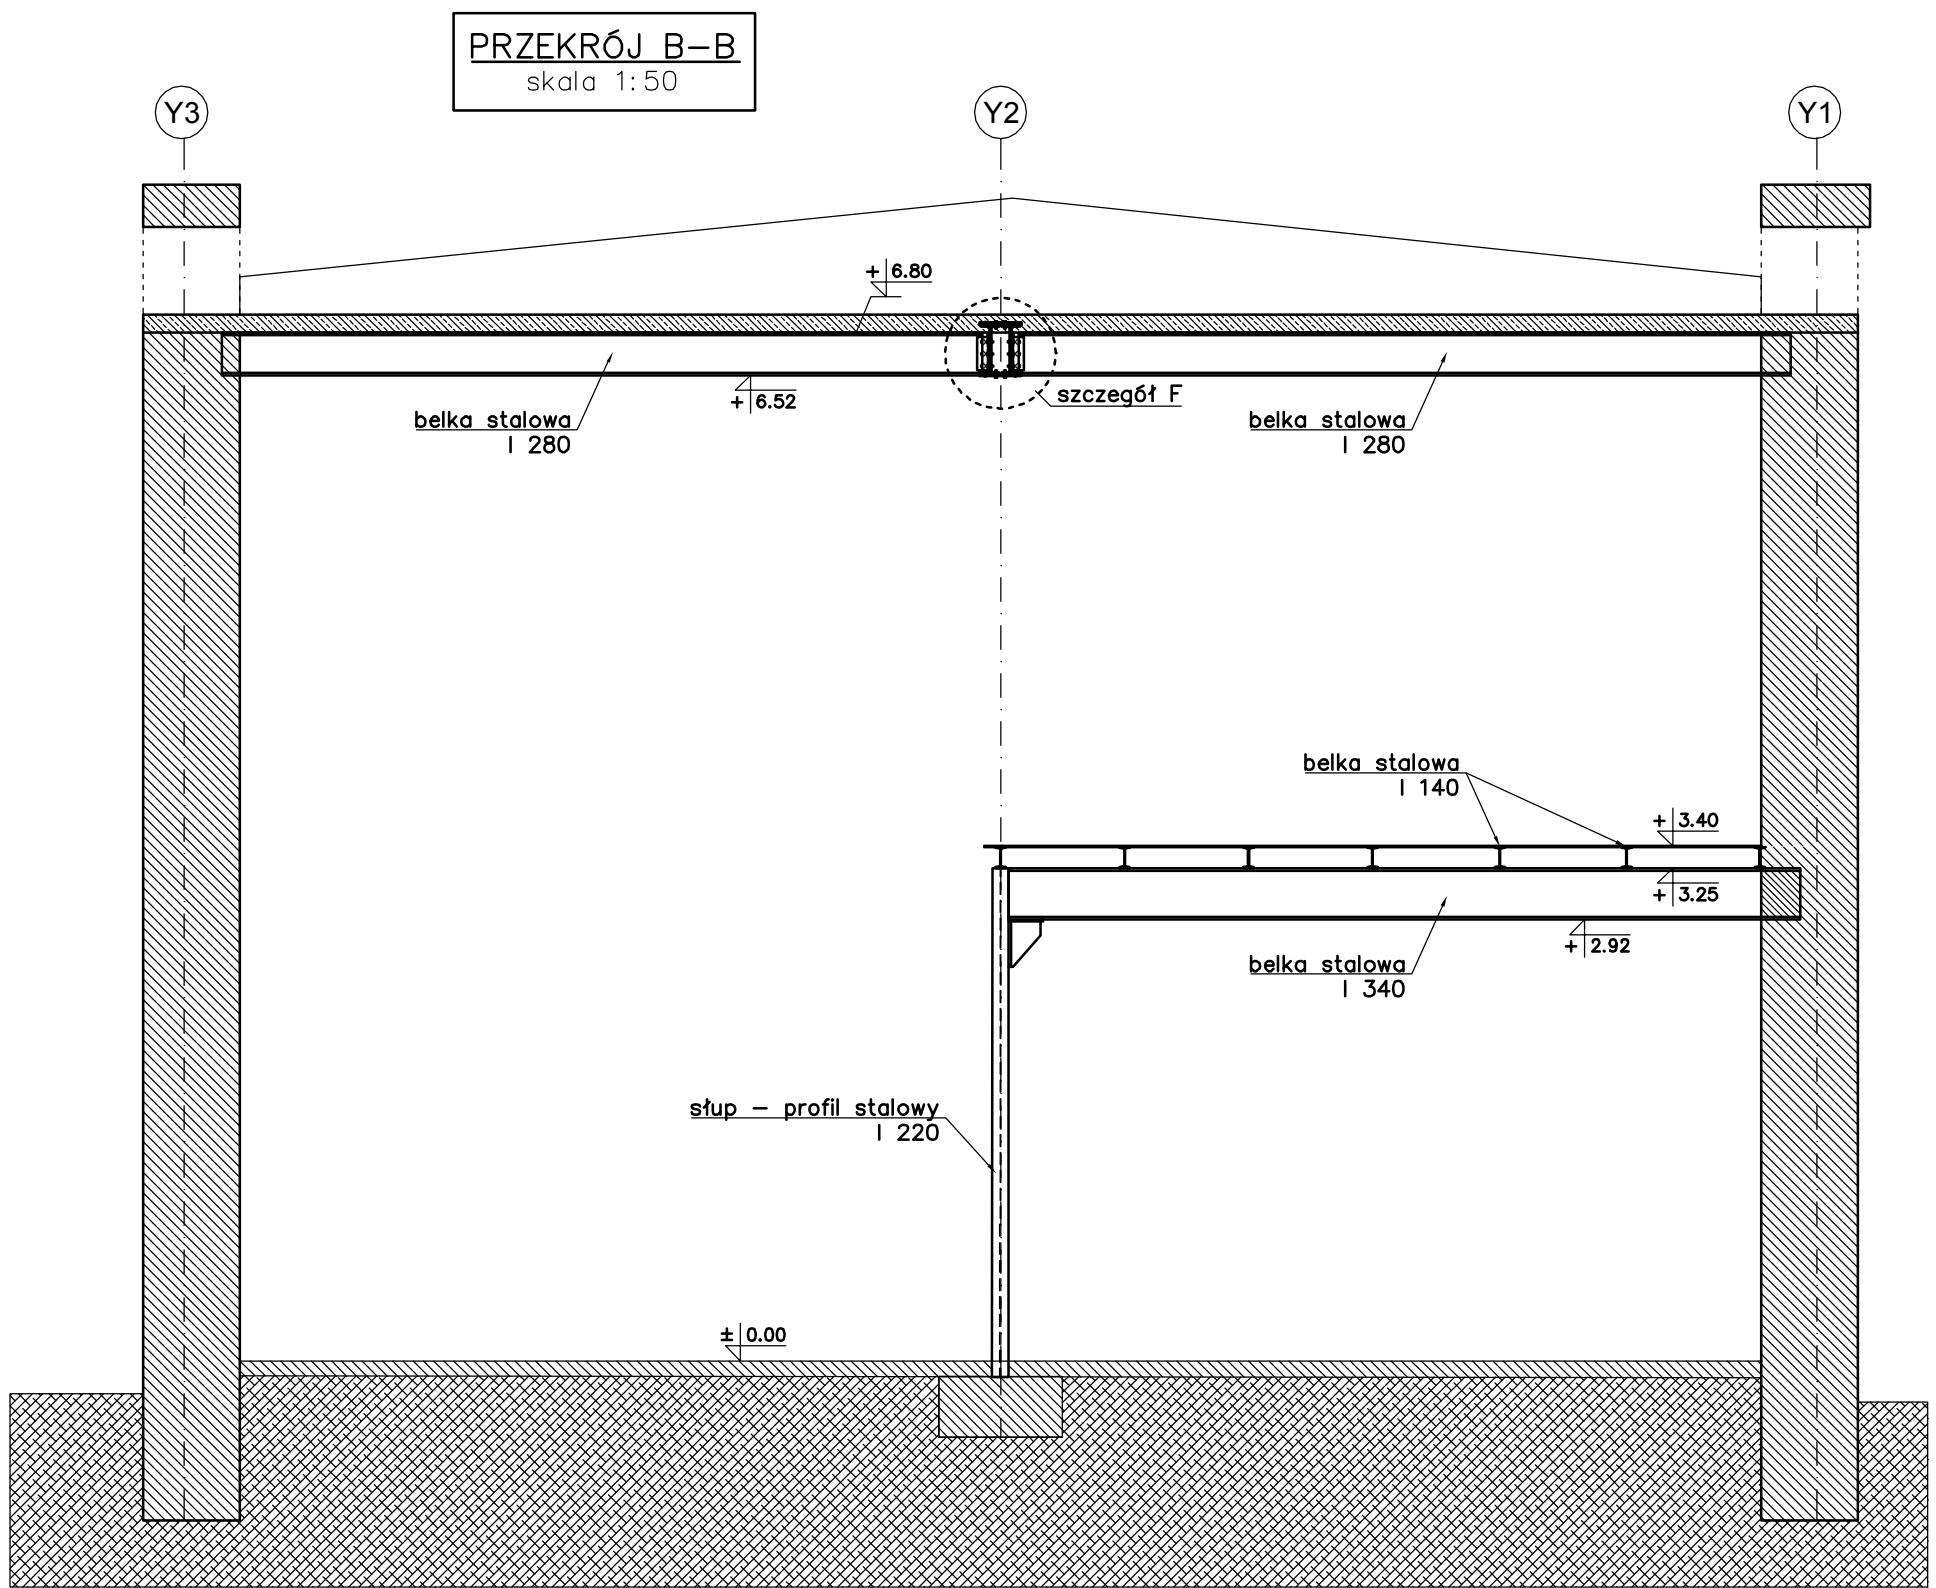 PRZEKRÓJ B-B
skala 1:50
Y3
Y2
Y1
+ 6.80
+ 6.52
szczegół F
belka stalowa
I 280
belka stalowa
I 280
belka stalowa
I 140
+ 3.40
+ 3.25
+ 2.92
belka stalowa
I 340
słup - profil stalowy
I 220
± 0.00